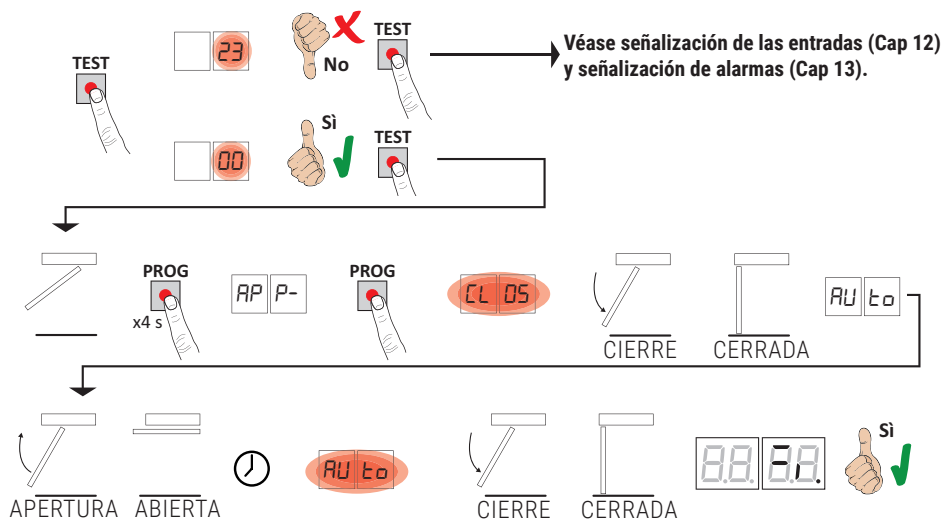 TEST
23
No
TEST
Véase señalización de las entradas (Cap 12)
y señalización de alarmas (Cap 13).
00
Sì
TEST
PROG
x4 s
AP P-
PROG
CL OS
CIERRE
CERRADA
AU to
APERTURA
ABIERTA
AU to
CIERRE
CERRADA
Sì